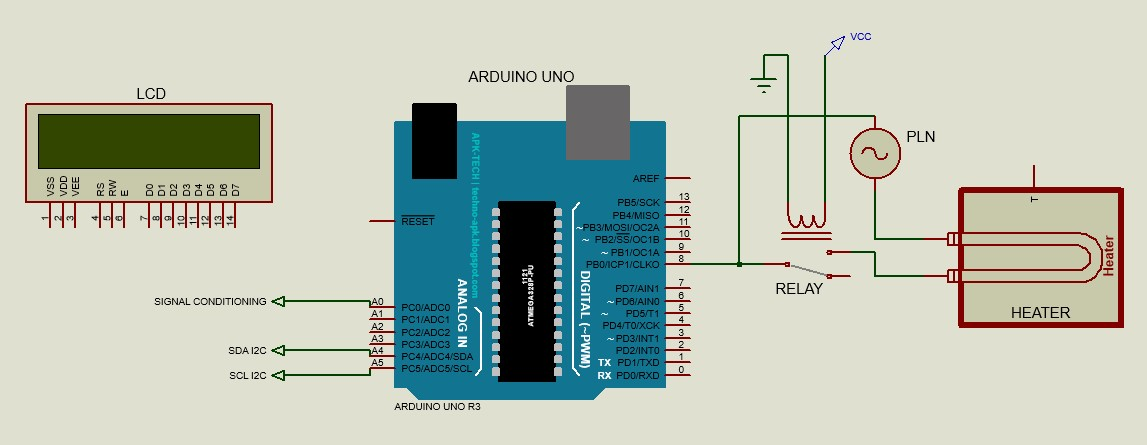 LCD
VSS
VDD
VEE
RS
RW
E
D0
D1
D2
D3
D4
D5
D6
D7
1
2
3
4
5
6
7
8
9
10
11
12
13
14
SIGNAL CONDITIONING
SDA I2C
SCL I2C
ARDUINO UNO
APK-TECH | techno-apk.blogspot.com
RESET
A0
A1
A2
A3
A4
A5
PC0/ADC0
PC1/ADC1
PC2/ADC2
PC3/ADC3
PC4/ADC4/SDA
PC5/ADC5/SCL
ANALOG IN
1121
ATMEGA328P-PU
DIGITAL (~PWM)
AREF
PB5/SCK 13
PB4/MISO 12
~PB3/MOSI/OC2A 11
~ PB2/SS/OC1B 10
~ PB1/OC1A 9
PB0/ICP1/CLKO 8
PD7/AIN1 7
~ PD6/AIN0 6
~ PD5/T1 5
PD4/T0/XCK 4
~ PD3/INT1 3
PD2/INT0 2
TX PD1/TXD 1
RX PD0/RXD 0
ARDUINO UNO R3
VCC
PLN
RELAY
T
Heater
HEATER